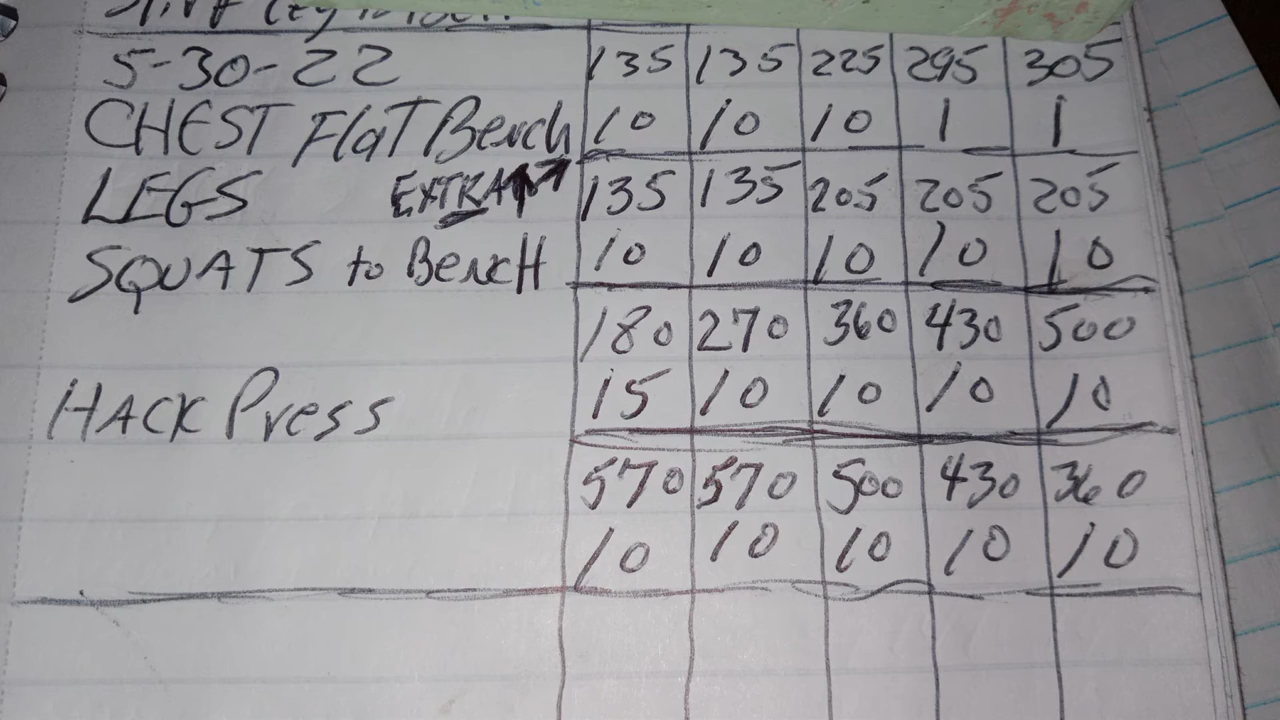 5-30-22 135 135 225 295 305
CHEST Flat Bench 10 10 10 1 1
LEGS EXTRA 135 135 205 205 205
SQUATS to BencH 10 10 10 10 10
180 270 360 430 500
HACK Press 15 10 10 10 10
570 570 500 430 360
10 10 10 10 10